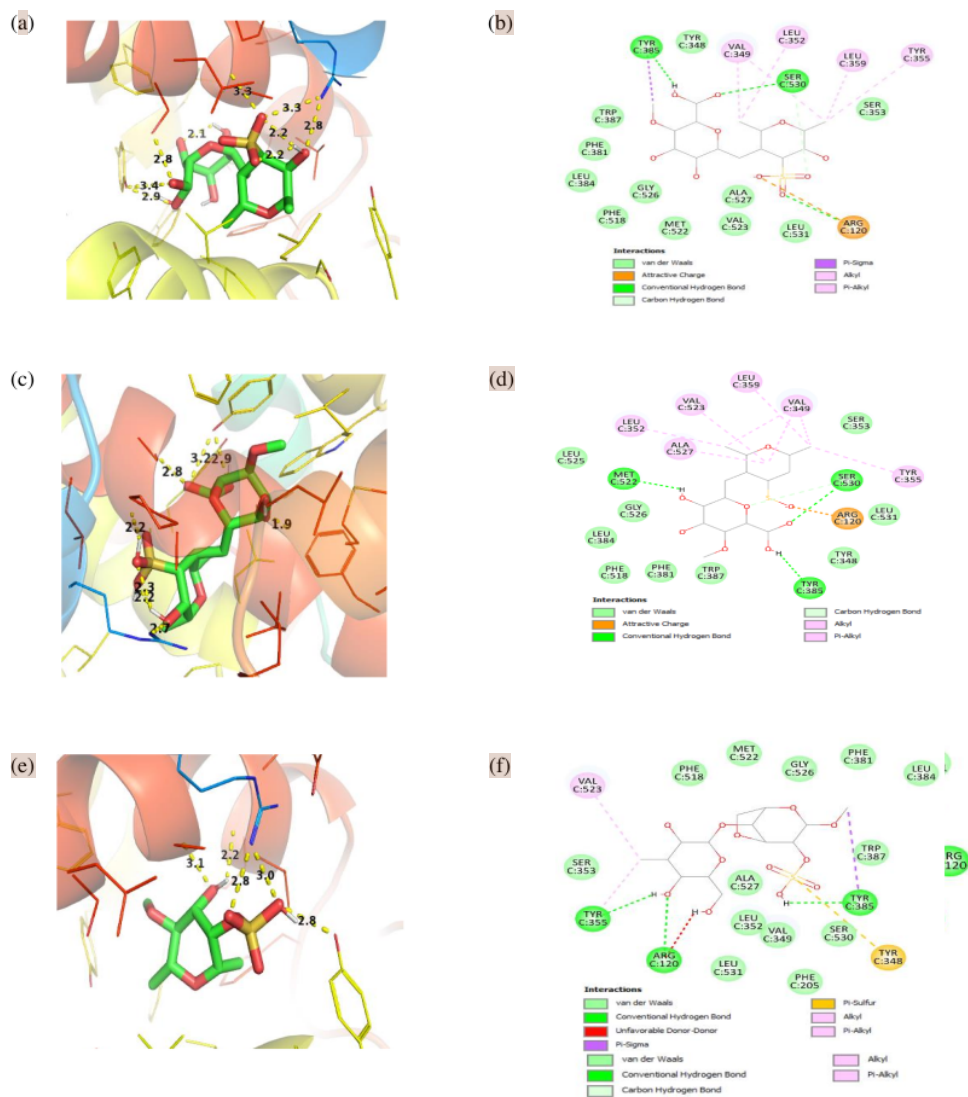 (a)
3.3
3.3
2.1
2.2
2.8
2.8
2.2
3.4
2.9
(b)
TYR
C:385
TYR
C:348
VAL
C:349
LEU
C:352
LEU
C:359
TYR
C:355
SER
C:530
SER
C:353
TRP
C:387
PHE
C:381
LEU
C:384
GLY
C:526
ALA
C:527
PHE
C:518
MET
C:522
VAL
C:523
LEU
C:531
ARG
C:120
H
O
O
O
O
O
O
O
O
O
Interactions
van der Waals
Attractive Charge
Conventional Hydrogen Bond
Carbon Hydrogen Bond
Pi-Sigma
Alkyl
Pi-Alkyl
(c)
2.8
3.2
2.9
1.9
2.2
2.3
2.2
2.7
(d)
LEU
C:359
VAL
C:523
VAL
C:349
LEU
C:352
SER
C:353
ALA
C:527
LEU
C:525
TYR
C:355
MET
C:522
SER
C:530
GLY
C:526
ARG
C:120
LEU
C:531
LEU
C:384
TYR
C:348
PHE
C:518
PHE
C:381
TRP
C:387
TYR
C:385
H
O
O
O
O
O
O
O
H
van der Waals
Attractive Charge
Conventional Hydrogen Bond
Carbon Hydrogen Bond
Alkyl
Pi-Alkyl
(e)
3.1
2.2
2.8
3.0
2.8
(f)
MET
C:522
PHE
C:381
PHE
C:518
GLY
C:526
LEU
C:384
VAL
C:523
TRP
C:387
ARG
C:120
SER
C:353
ALA
C:527
TYR
C:385
TYR
C:355
LEU
C:352
VAL
C:349
SER
C:530
TYR
C:348
ARG
C:120
LEU
C:531
PHE
C:205
O
O
O
O
O
H
O
H
O
O
O
H
Interactions
van der Waals
Conventional Hydrogen Bond
Unfavorable Donor-Donor
Pi-Sigma
Pi-Sulfur
Alkyl
Pi-Alkyl
van der Waals
Conventional Hydrogen Bond
Carbon Hydrogen Bond
Alkyl
Pi-Alkyl